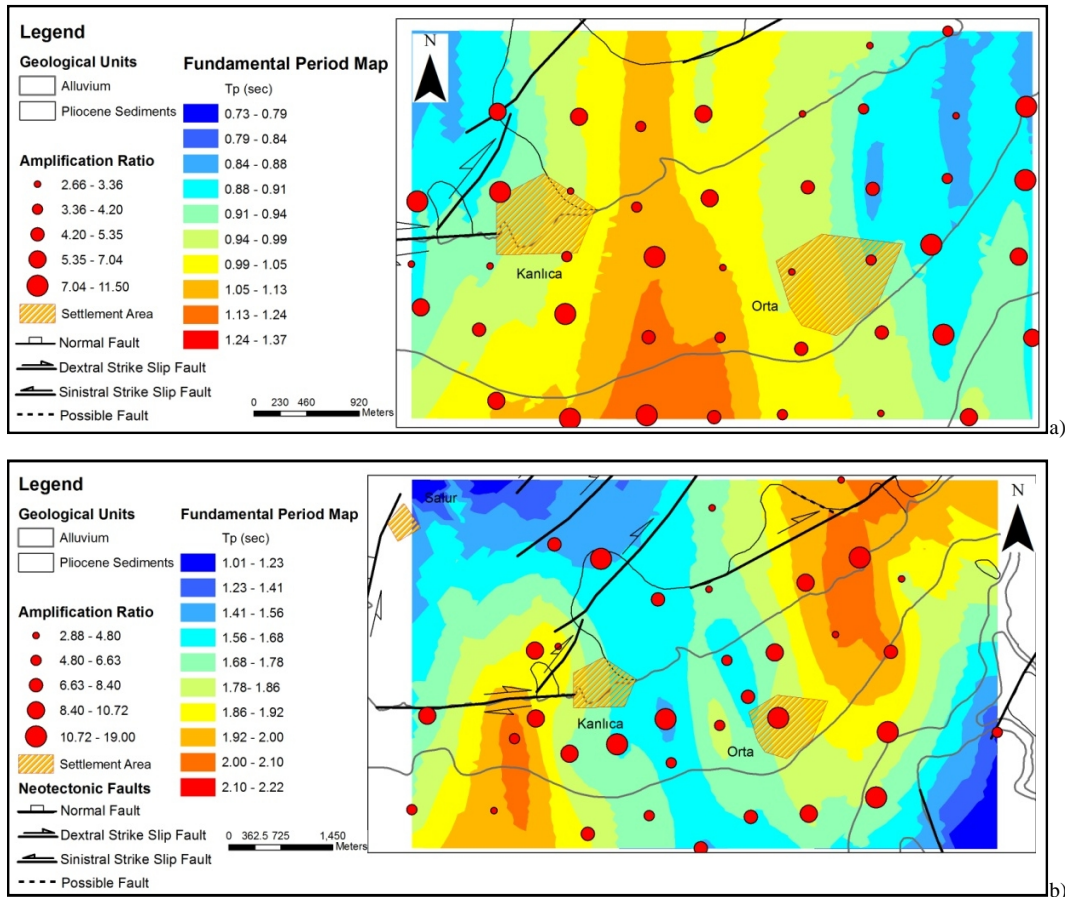 Legend
Geological Units
Alluvium
Pliocene Sediments
Amplification Ratio
2.66 - 3.36
3.36 - 4.20
4.20 - 5.35
5.35 - 7.04
7.04 - 11.50
Settlement Area
Normal Fault
Dextral Strike Slip Fault
Sinistral Strike Slip Fault
Possible Fault
Fundamental Period Map
Tp (sec)
0.73 - 0.79
0.79 - 0.84
0.84 - 0.88
0.88 - 0.91
0.91 - 0.94
0.94 - 0.99
0.99 - 1.05
1.05 - 1.13
1.13 - 1.24
1.24 - 1.37
0 230 460 920
Meters
N
Kanlıca
Orta
a)
Legend
Geological Units
Alluvium
Pliocene Sediments
Amplification Ratio
2.88 - 4.80
4.80 - 6.63
6.63 - 8.40
8.40 - 10.72
10.72 - 19.00
Settlement Area
Neotectonic Faults
Normal Fault
Dextral Strike Slip Fault
Sinistral Strike Slip Fault
Possible Fault
Fundamental Period Map
Tp (sec)
1.01 - 1.23
1.23 - 1.41
1.41 - 1.56
1.56 - 1.68
1.68 - 1.78
1.78- 1.86
1.86 - 1.92
1.92 - 2.00
2.00 - 2.10
2.10 - 2.22
0 362.5 725 1,450
Meters
N
Kanlıca
Orta
b)